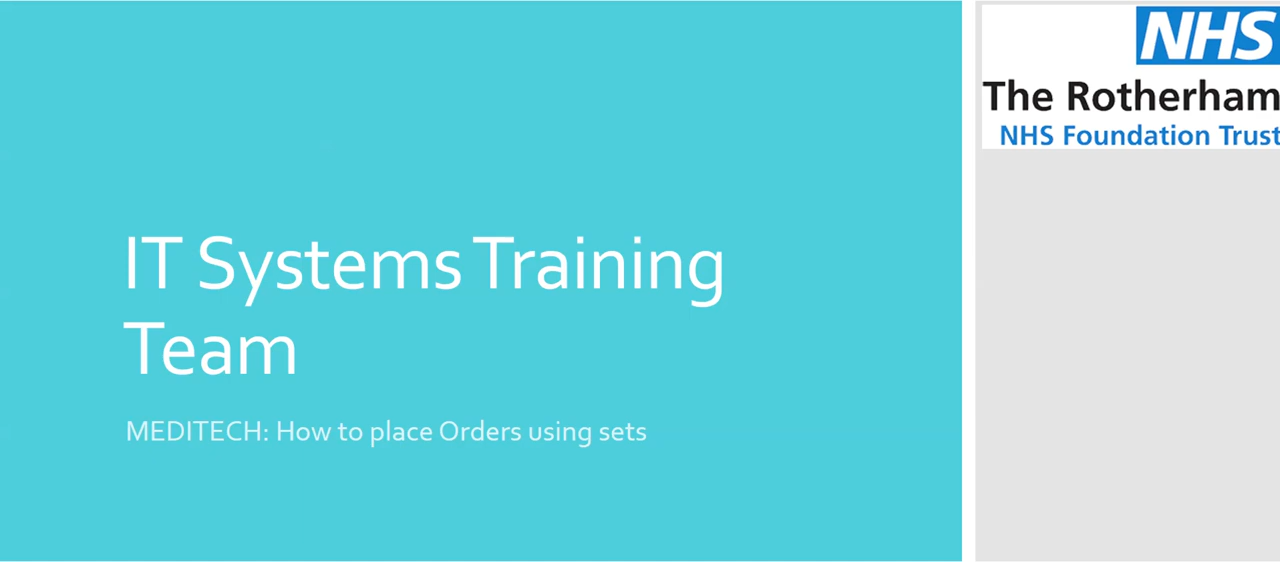 NHS
The Rotherham
NHS Foundation Trust
IT Systems Training
Team
MEDITECH: How to place Orders using sets